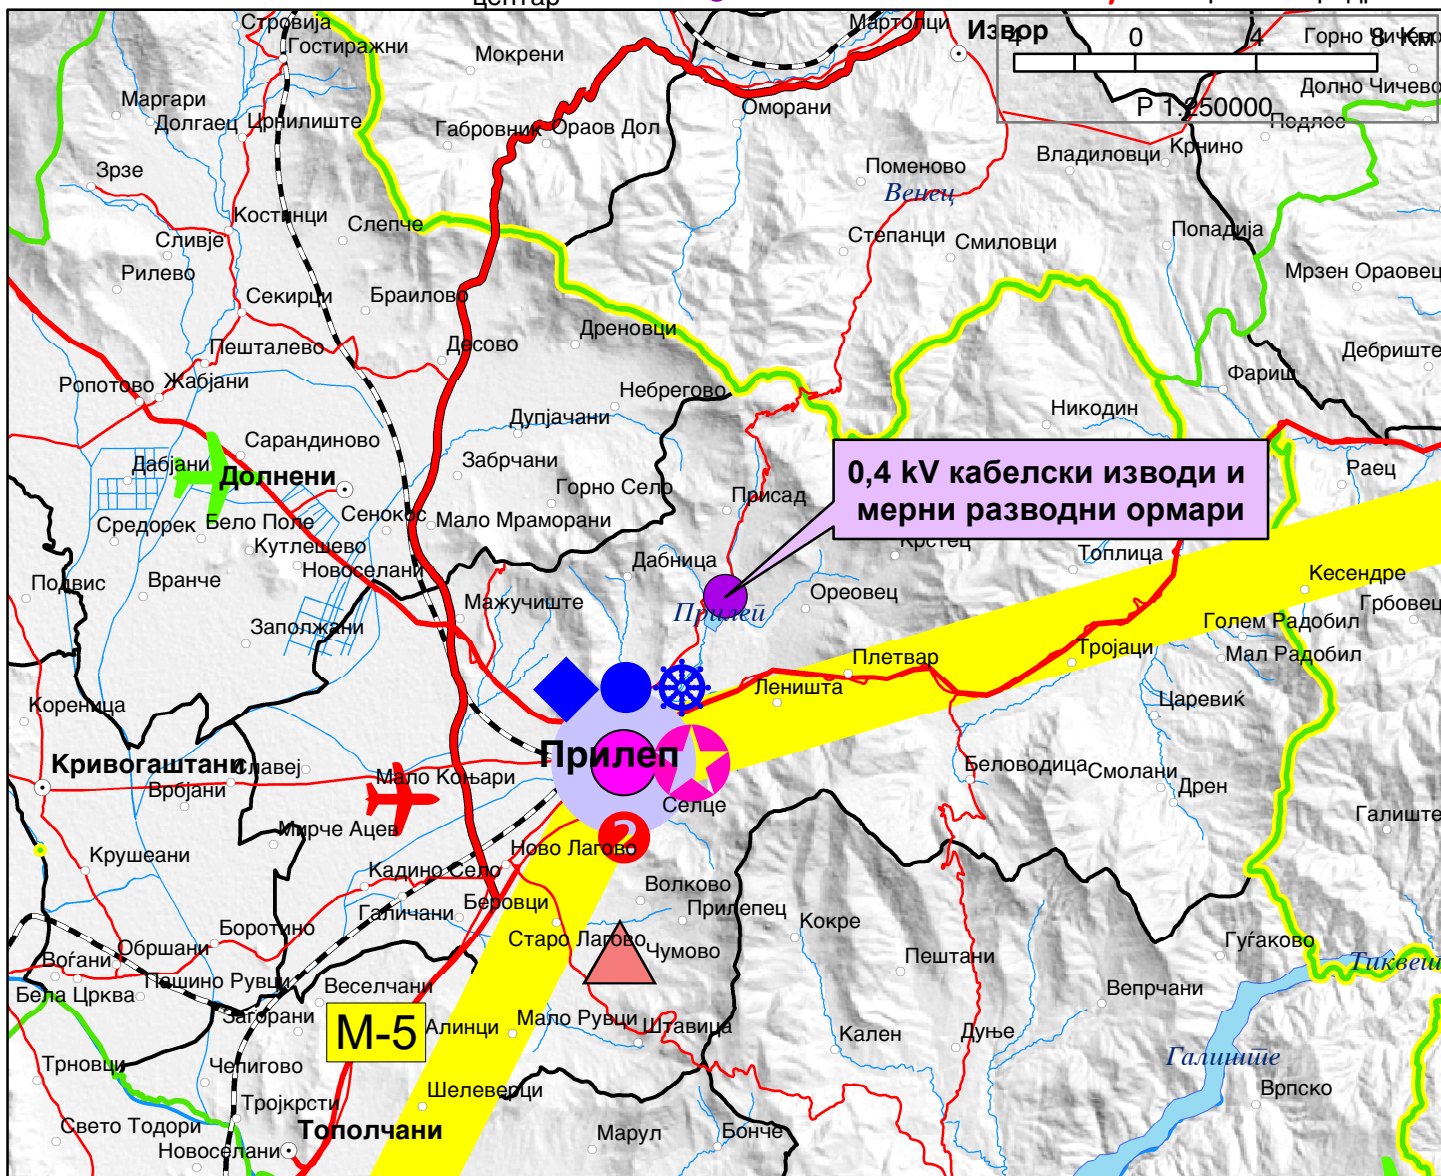 центар
Стровија
Гостиражни
Мокрени
Мартолци
Извор
4 0 4 8 Км
Горно Чичево
Долно Чичево
Р 1:250000
Подлес
Маргари
Долгаец
Црнилиште
Габровник
Ораов Дол
Оморани
Владиловци
Крнино
Зрзе
Поменово
Венец
Костинци
Слепче
Сливје
Степанци
Смиловци
Попадија
Рилево
Мрзен Ораовец
Секирци
Браилово
Пешталево
Десово
Дреновци
Дебриште
Ропотово
Жабјани
Небрегово
Фариш
Дупјачани
Никодин
Сарандиново
Дабјани
Долнени
Забрчани
Горно Село
Присад
0,4 kV кабелски изводи и
мерни разводни ормари
Раец
Средорек
Бело Поле
Сенокос
Мало Мраморани
Кутлешево
Крстец
Топлица
Подвис
Вранче
Новоселани
Дабница
Кесендре
Мажучиште
Ореовец
Прилеп
Грбовец
Заполжани
Голем Радобил
Мал Радобил
Плетвар
Тројаци
Леништа
Кореница
Царевиќ
Прилеп
Кривогаштани
Славеј
Мало Коњари
Беловодица
Смолани
Дрен
Врбјани
Селце
Галиште
Мирче Ацев
2
Крушеани
Ново Лагово
Кадино Село
Волково
Галичани
Беровци
Прилепец
Кокре
Боротино
Обршани
Старо Лагово
Чумово
Гуѓаково
Воѓани
Пашино Рувци
Пештани
Тиквеш
Бела Црква
Веселчани
Вепрчани
Загорани
М-5
Алинци
Мало Рувци
Штавица
Кален
Дуње
Галиште
Трновци
Чепигово
Шелеверци
Врпско
Тројкрсти
Свето Тодори
Тополчани
Новоселани
Марул
Бонче